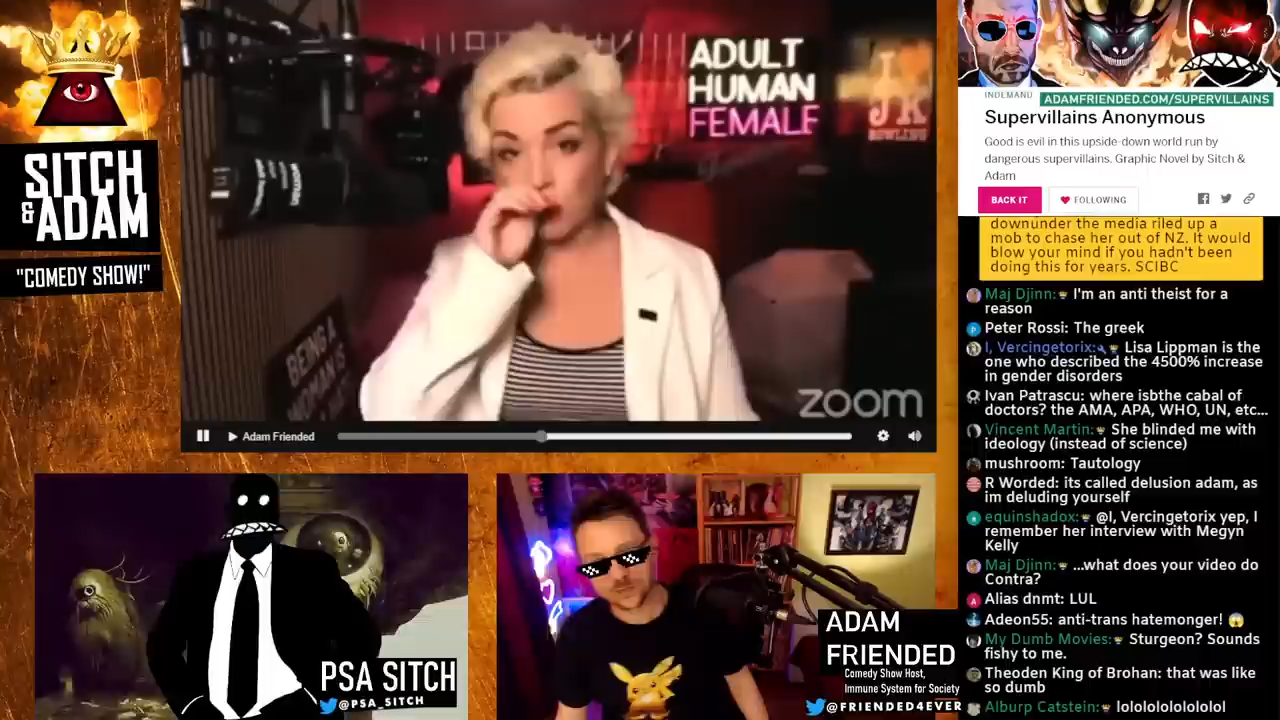 SITCH
& ADAM
"COMEDY SHOW!"
ADULT
HUMAN
FEMALE
BEING A
WOMAN IS
zoom
Adam Friended
PSA SITCH
@PSA_SITCH
ADAM
FRIENDED
Comedy Show Host,
Immune System for Society
@FRIENDED4EVER
INDEMAND
ADAMFRIENDED.COM/SUPERVILLAINS
Supervillains Anonymous
Good is evil in this upside-down world run by
dangerous supervillains. Graphic Novel by Sitch &
Adam
BACK IT
FOLLOWING
downunder the media riled up a
mob to chase her out of NZ. It would
blow your mind if you hadn't been
doing this for years. SCIBC
Maj Djinn: I'm an anti theist for a
reason
Peter Rossi: The greek
I, Vercingetorix: Lisa Lippman is the
one who described the 4500% increase
in gender disorders
Ivan Patrascu: where isbthe cabal of
doctors? the AMA, APA, WHO, UN, etc...
Vincent Martin: She blinded me with
ideology (instead of science)
mushroom: Tautology
R Worded: its called delusion adam, as
im deluding yourself
equinshadox: @I, Vercingetorix yep, I
remember her interview with Megyn
Kelly
Maj Djinn: ...what does your video do
Contra?
Alias dnmt: LUL
Adeon55: anti-trans hatemonger! 😱
My Dumb Movies: Sturgeon? Sounds
fishy to me.
Theoden King of Brohan: that was like
so dumb
Alburp Catstein: lolololololololol